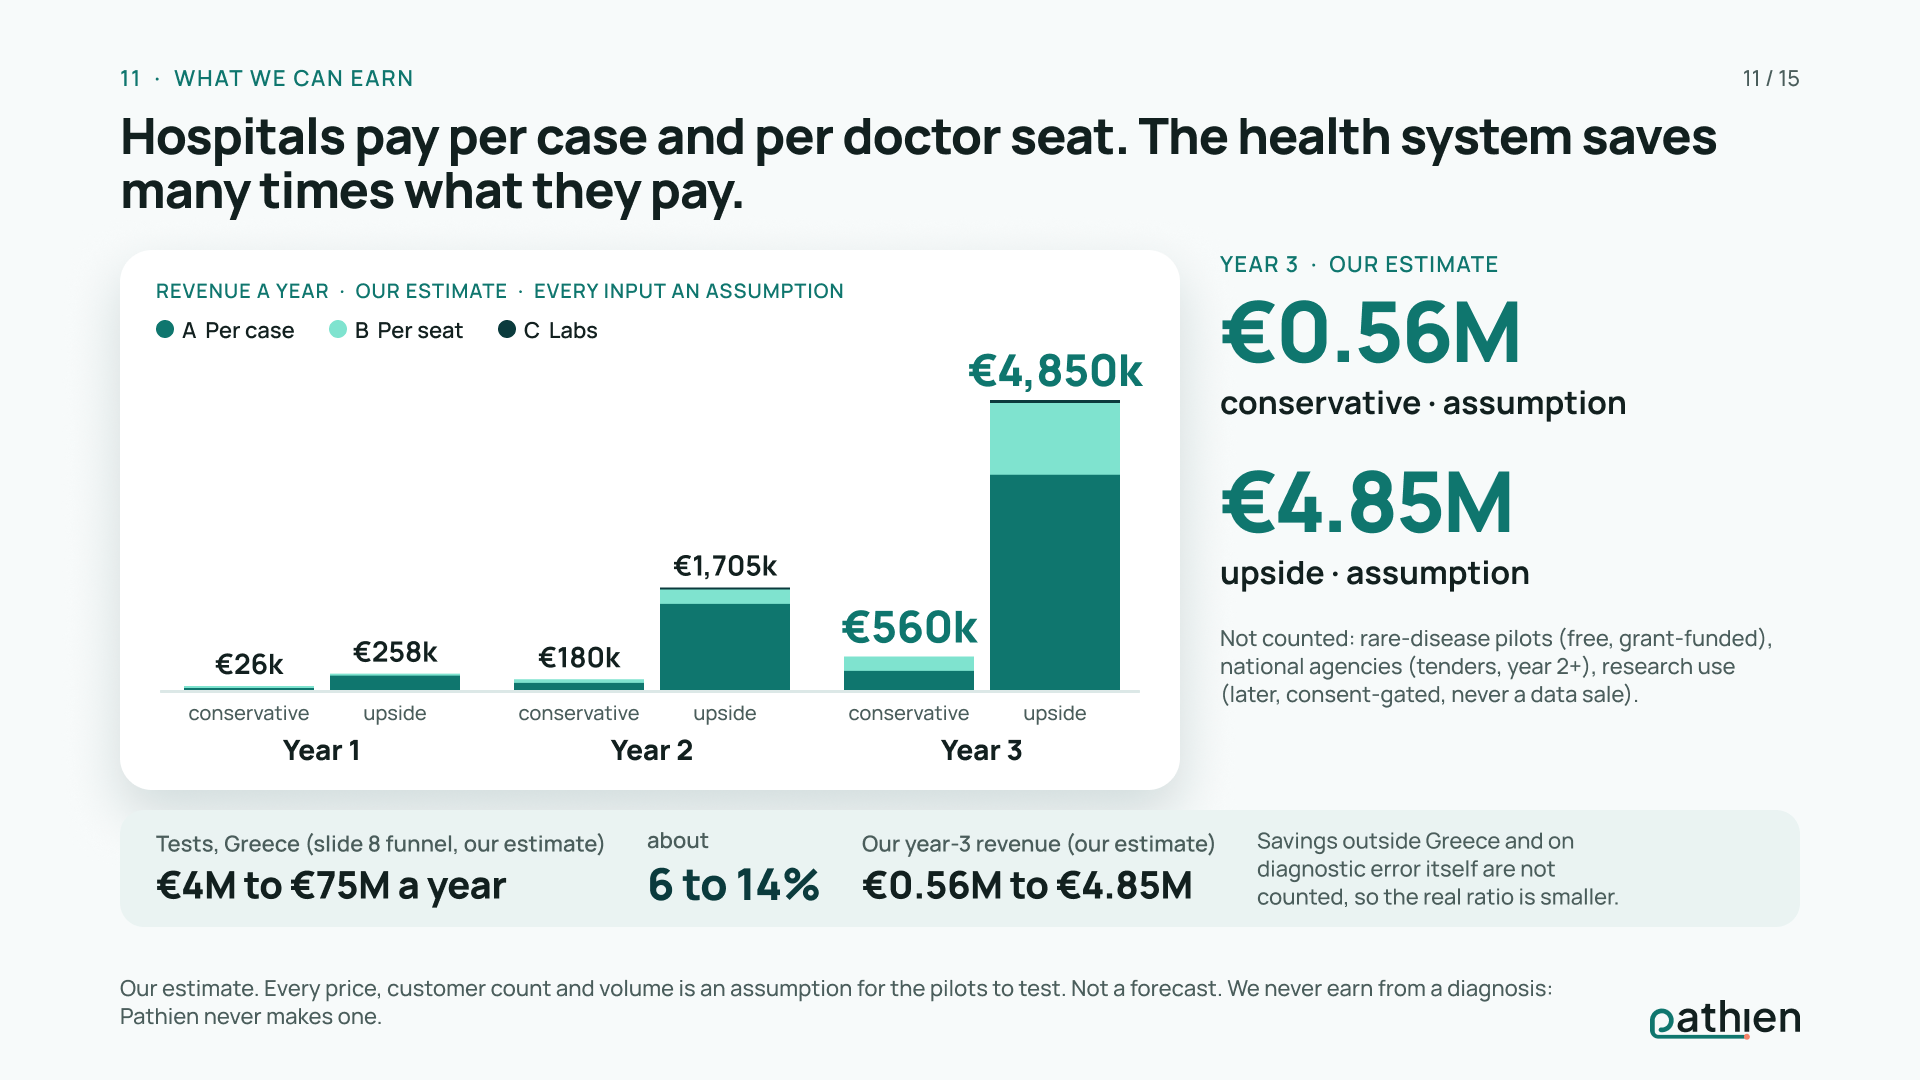 11 · WHAT WE CAN EARN
11 / 15
Hospitals pay per case and per doctor seat. The health system saves
many times what they pay.
REVENUE A YEAR · OUR ESTIMATE · EVERY INPUT AN ASSUMPTION
A Per case
B Per seat
C Labs
€26k
€258k
€180k
€1,705k
€560k
€4,850k
conservative
upside
conservative
upside
conservative
upside
Year 1
Year 2
Year 3
YEAR 3 · OUR ESTIMATE
€0.56M
conservative · assumption
€4.85M
upside · assumption
Not counted: rare-disease pilots (free, grant-funded),
national agencies (tenders, year 2+), research use
(later, consent-gated, never a data sale).
Tests, Greece (slide 8 funnel, our estimate)
€4M to €75M a year
about
6 to 14%
Our year-3 revenue (our estimate)
€0.56M to €4.85M
Savings outside Greece and on
diagnostic error itself are not
counted, so the real ratio is smaller.
Our estimate. Every price, customer count and volume is an assumption for the pilots to test. Not a forecast. We never earn from a diagnosis:
Pathien never makes one.
pathien